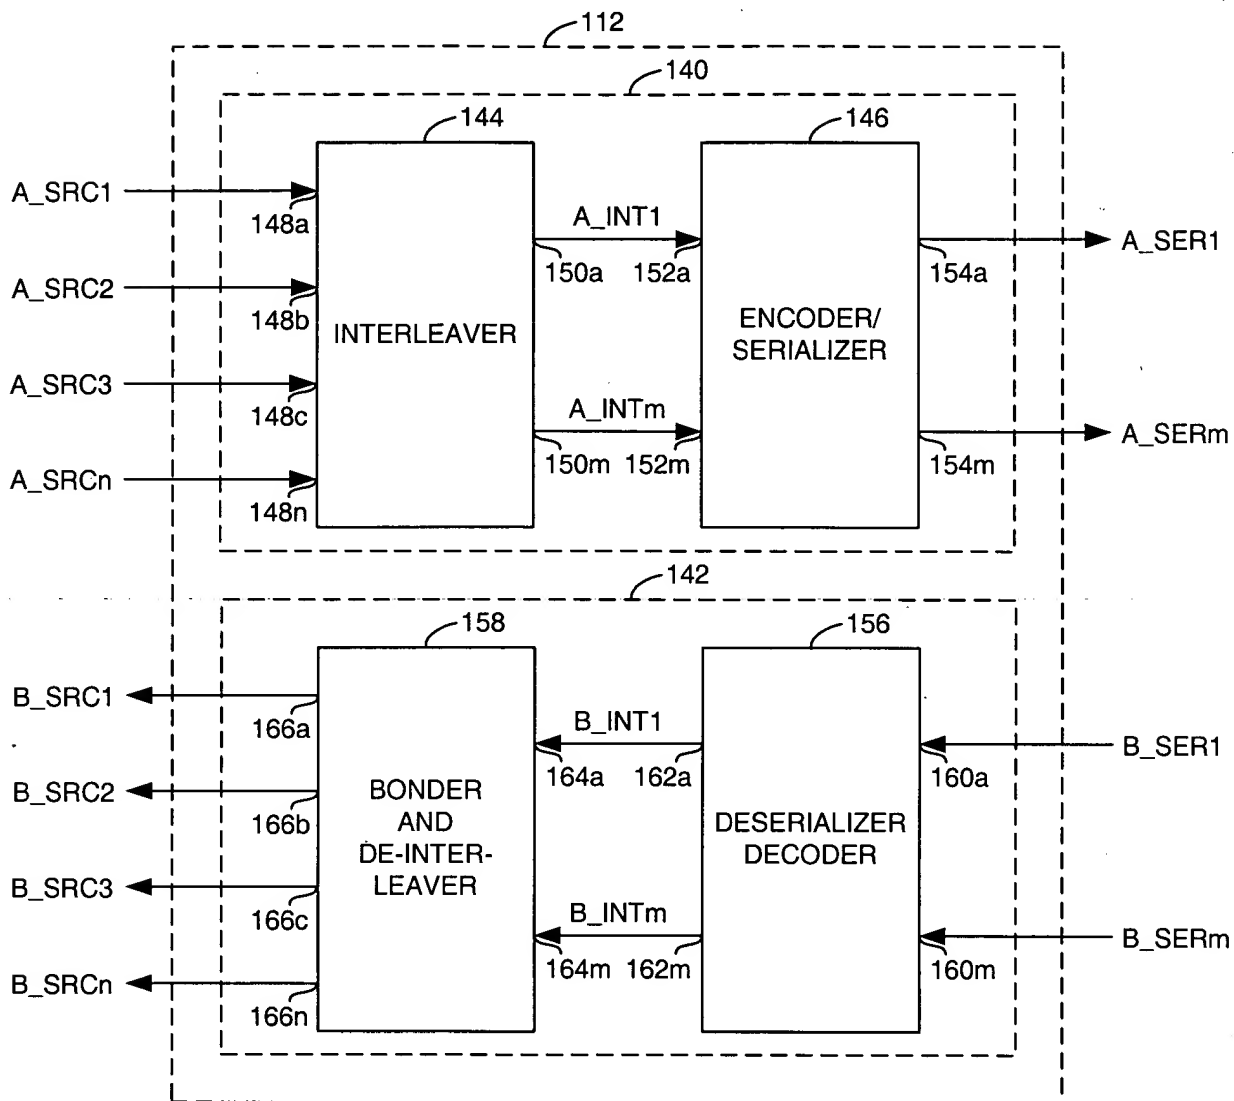 112
140
144
146
A_SRC1
148a
A_INT1
150a
152a
154a
A_SER1
A_SRC2
148b
INTERLEAVER
ENCODER/
SERIALIZER
A_SRC3
148c
A_INTm
150m
152m
154m
A_SERm
A_SRCn
148n
142
158
156
B_SRC1
166a
B_INT1
164a
162a
160a
B_SER1
B_SRC2
166b
BONDER
AND
DE-INTER-
LEAVER
DESERIALIZER
DECODER
B_SRC3
166c
B_INTm
164m
162m
160m
B_SERm
B_SRCn
166n